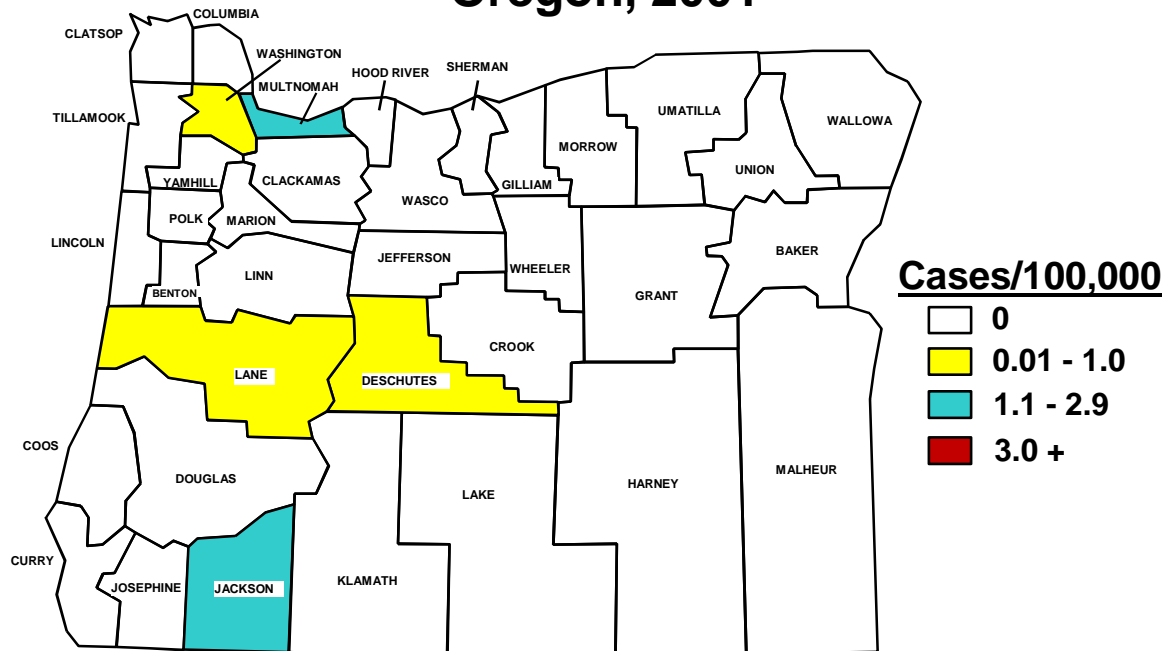 Oregon, 2001
COLUMBIA
CLATSOP
WASHINGTON
HOOD RIVER
SHERMAN
MULTNOMAH
TILLAMOOK
UMATILLA
WALLOWA
MORROW
UNION
YAMHILL
CLACKAMAS
GILLIAM
WASCO
POLK
MARION
LINCOLN
BAKER
JEFFERSON
WHEELER
LINN
BENTON
GRANT
CROOK
LANE
DESCHUTES
Cases/100,000
0
0.01 - 1.0
1.1 - 2.9
3.0 +
COOS
DOUGLAS
MALHEUR
HARNEY
LAKE
CURRY
JOSEPHINE
JACKSON
KLAMATH